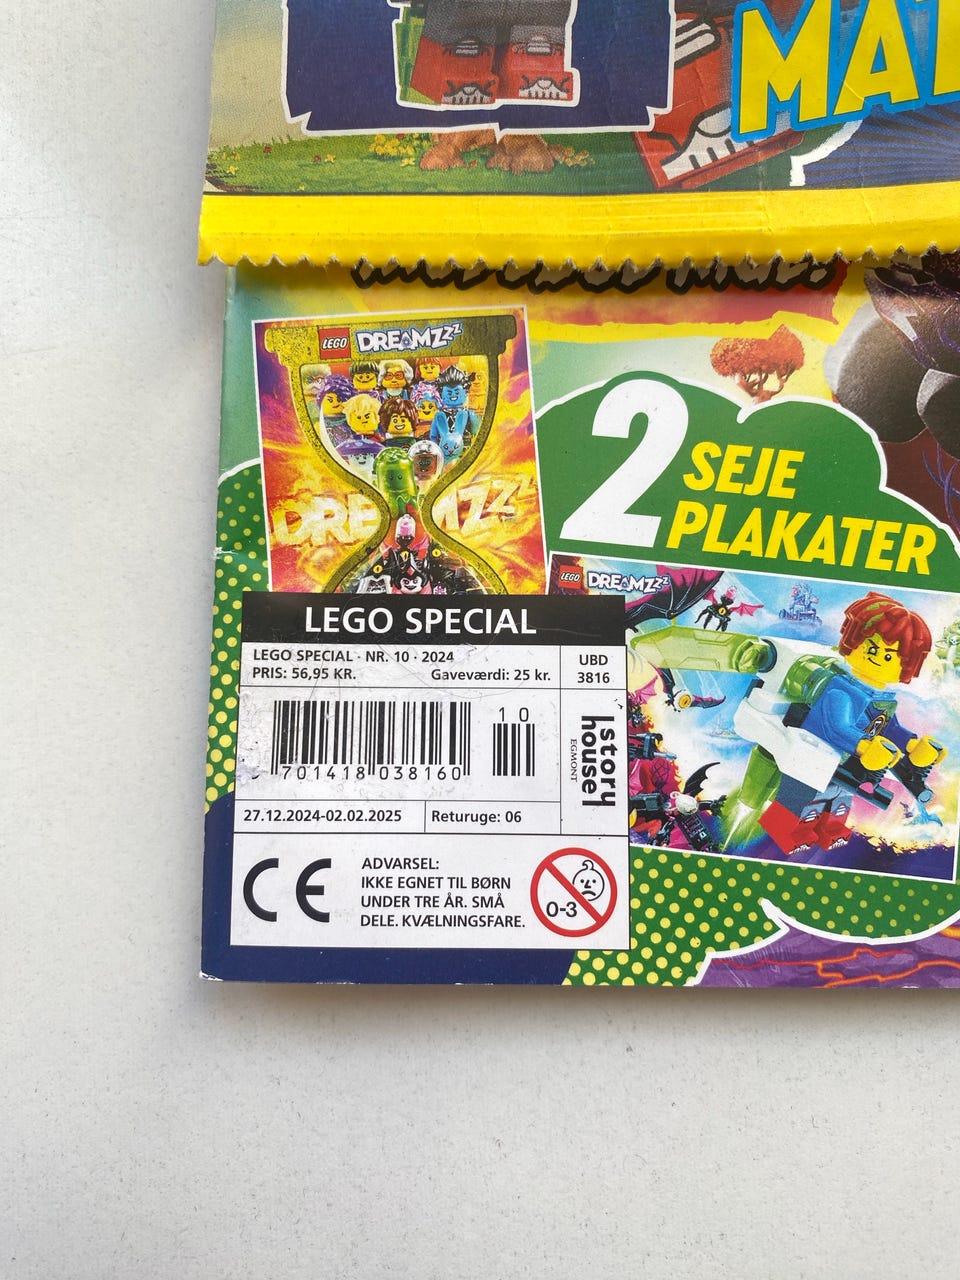 MA
LEGO DREAMZZZ
DREAMZZZ
2 SEJE
PLAKATER
LEGO DREAMZZZ
LEGO SPECIAL
LEGO SPECIAL · NR. 10 · 2024
PRIS: 56,95 KR. Gaveværdi: 25 kr.
UBD
3816
10
701418 038160
story
house
EGMONT
27.12.2024-02.02.2025 Returuge: 06
CE
ADVARSEL:
IKKE EGNET TIL BØRN
UNDER TRE ÅR. SMÅ
DELE. KVÆLNINGSFARE.
0-3